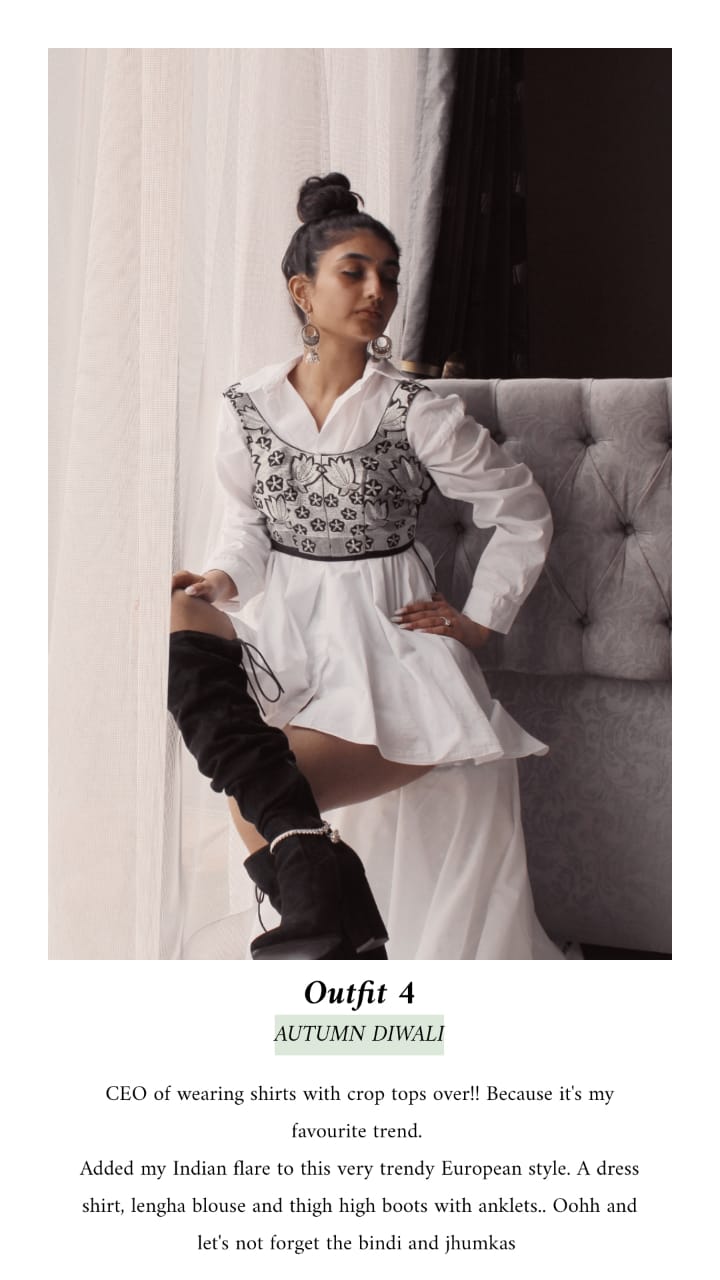 Outfit 4
AUTUMN DIWALI
CEO of wearing shirts with crop tops over!! Because it's my
favourite trend.
Added my Indian flare to this very trendy European style. A dress
shirt, lengha blouse and thigh high boots with anklets.. Oohh and
let's not forget the bindi and jhumkas